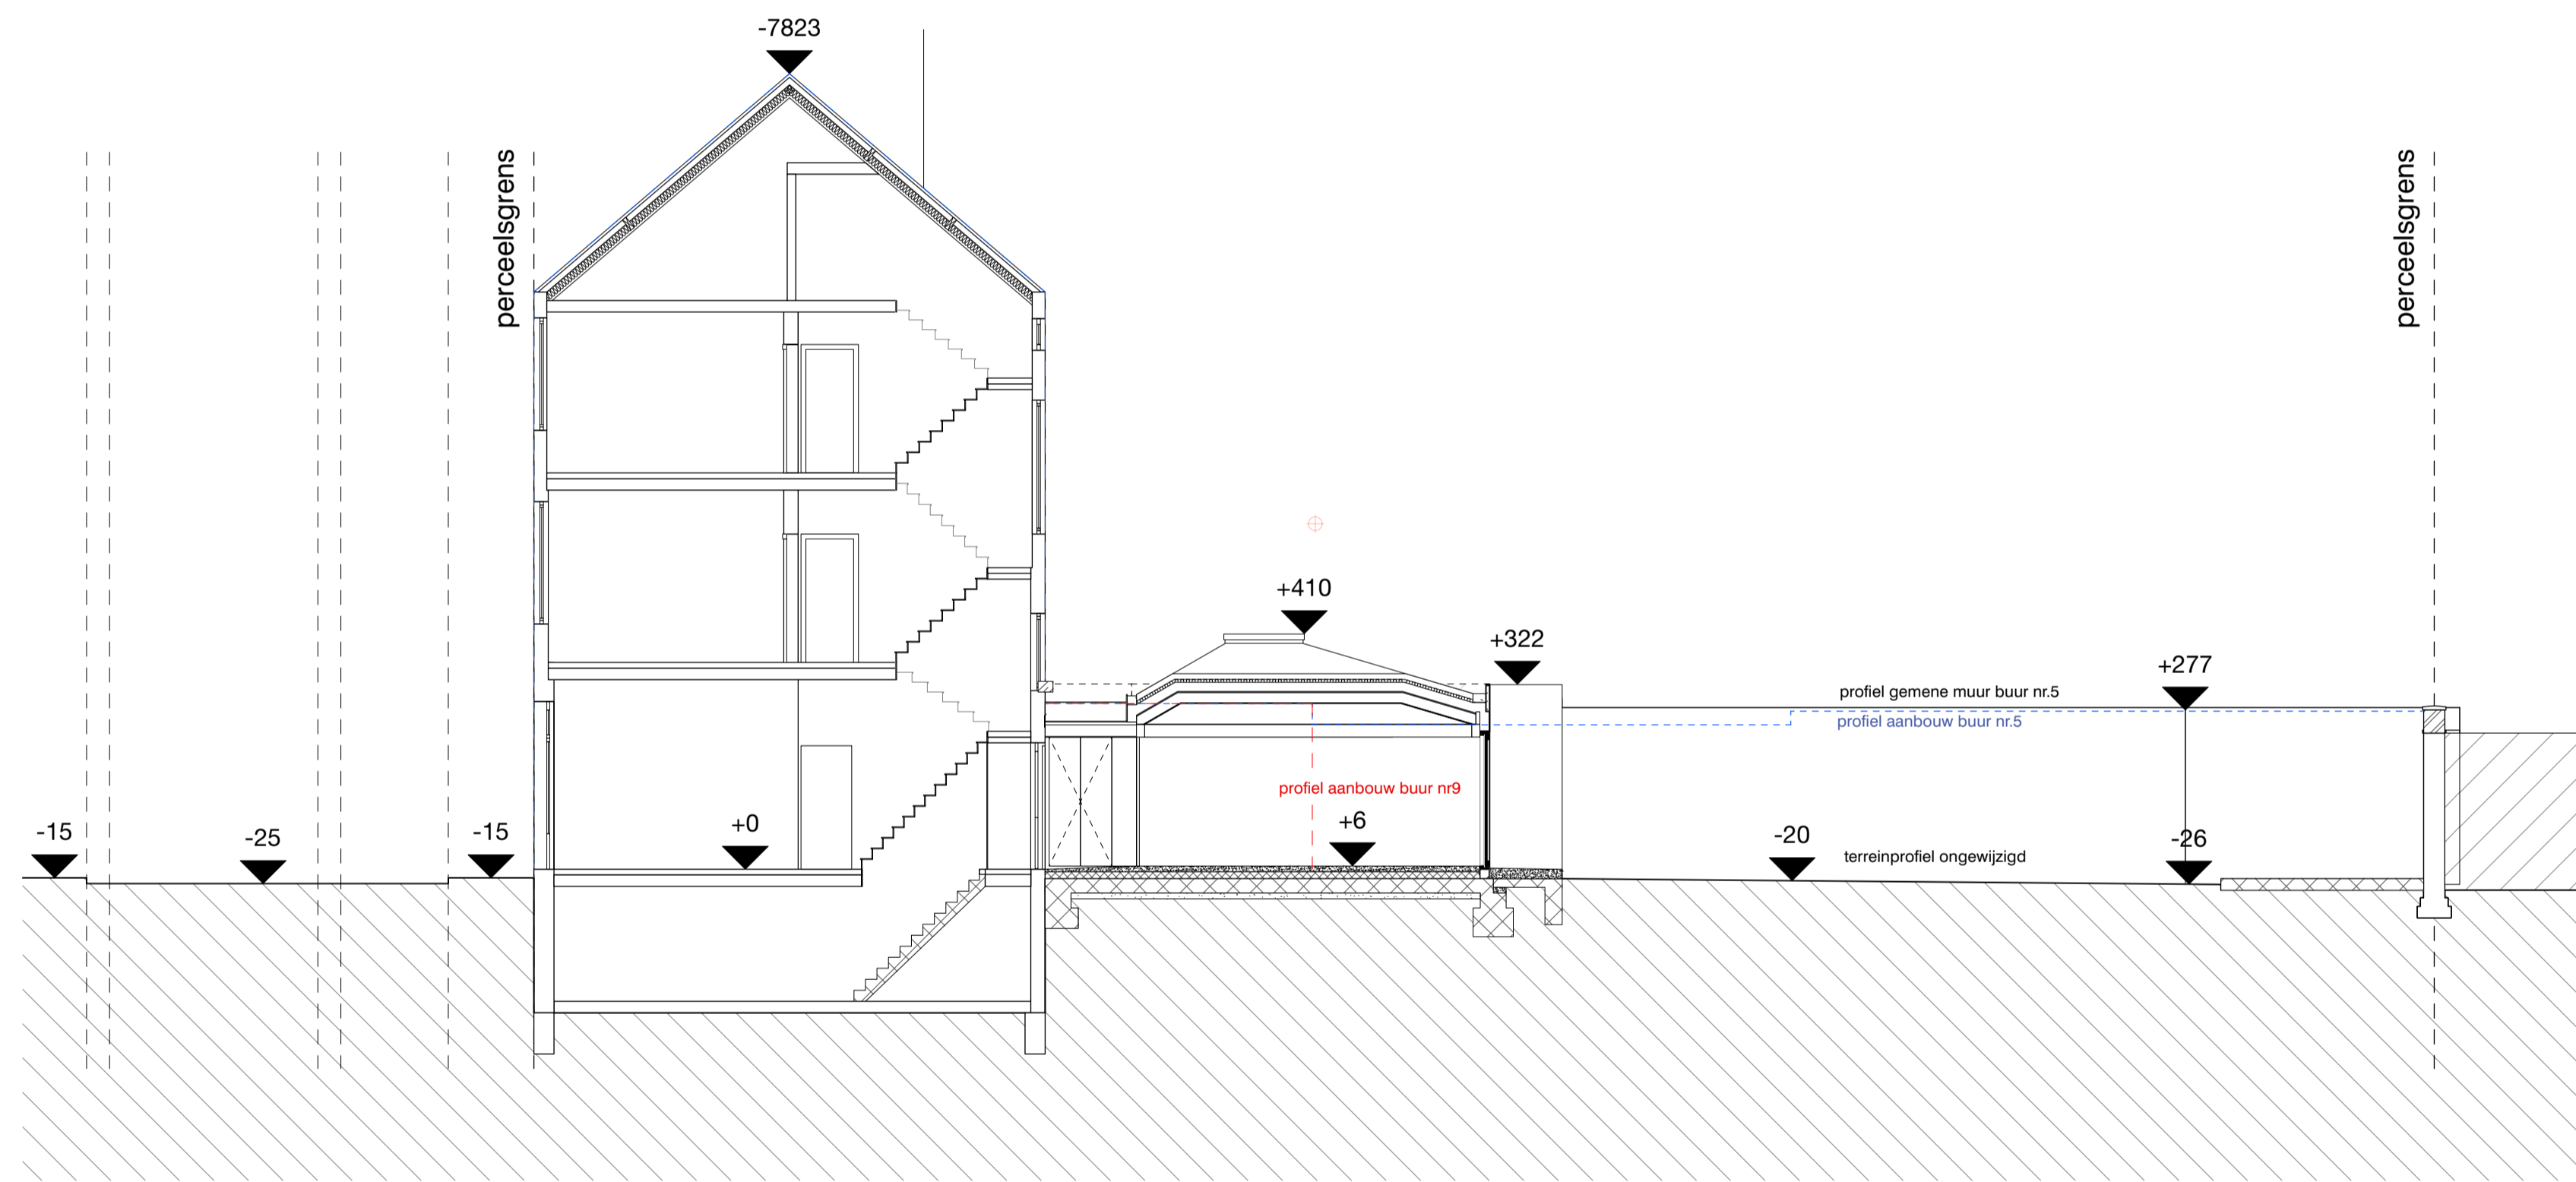 -7823
perceelsgrens
perceelsgrens
+410
+322
+277
profiel gemene muur buur nr.5
profiel aanbouw buur nr.5
profiel aanbouw buur nr9
-15
-25
-15
+0
+6
-20
-26
terreinprofiel ongewijzigd